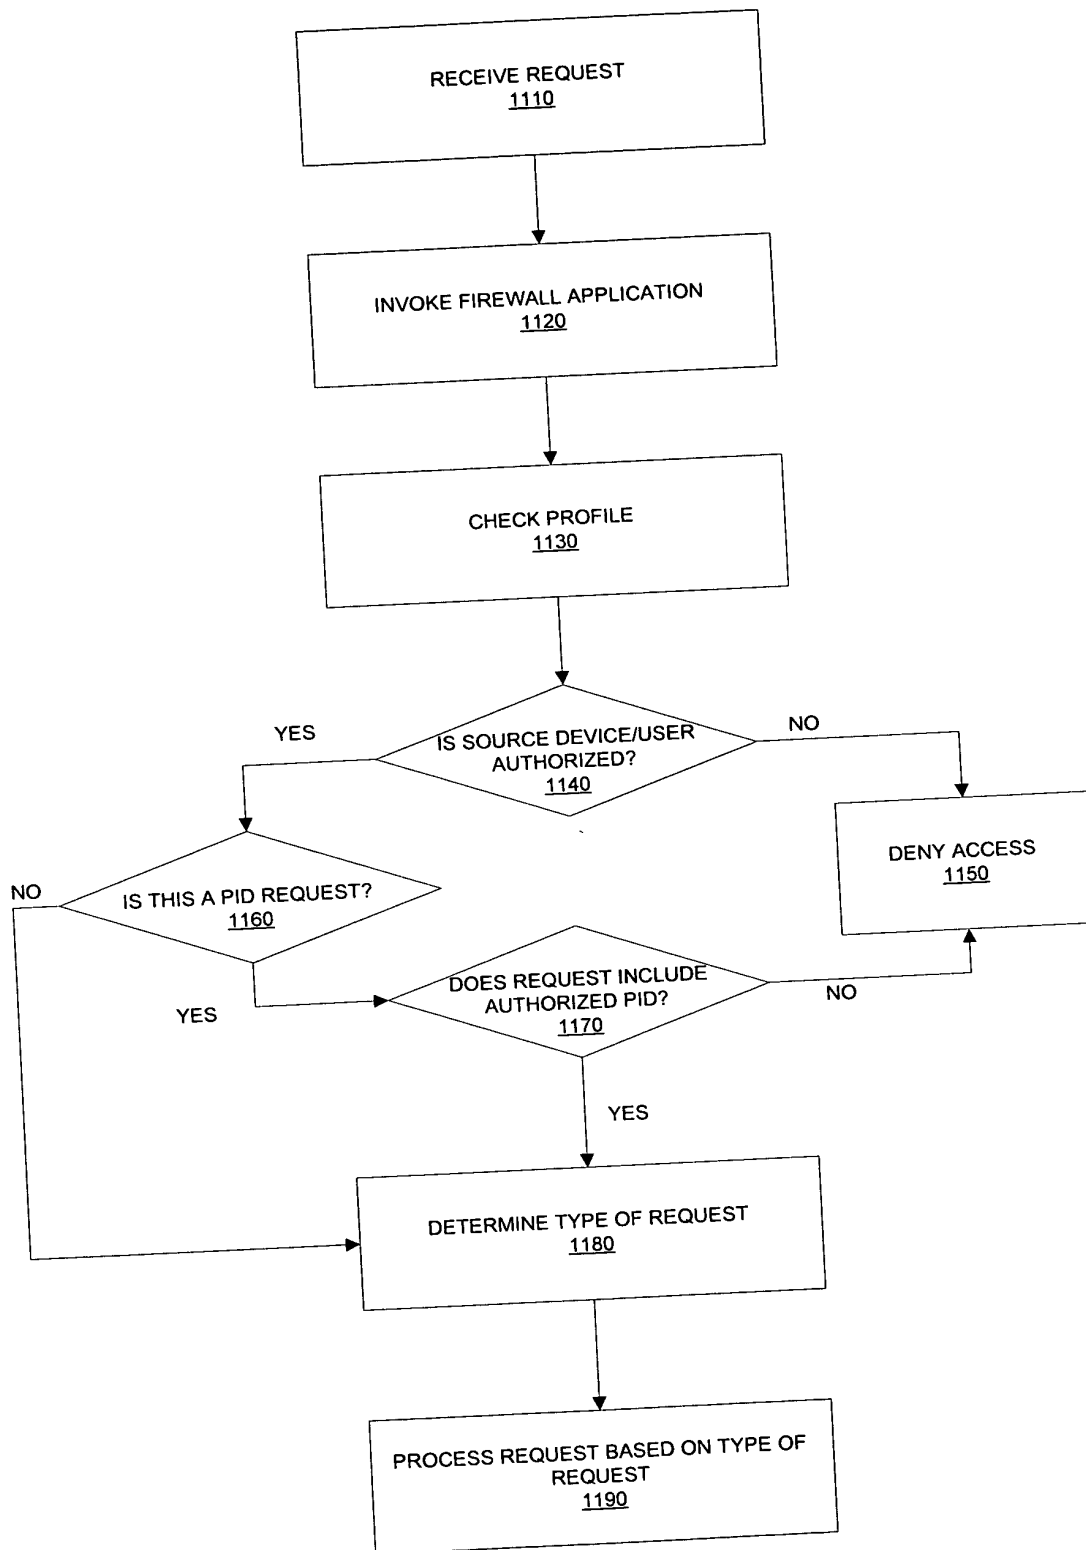 RECEIVE REQUEST
1110
INVOKE FIREWALL APPLICATION
1120
CHECK PROFILE
1130
YES
IS SOURCE DEVICE/USER
AUTHORIZED?
1140
NO
DENY ACCESS
1150
NO
IS THIS A PID REQUEST?
1160
YES
DOES REQUEST INCLUDE
AUTHORIZED PID?
1170
NO
YES
DETERMINE TYPE OF REQUEST
1180
PROCESS REQUEST BASED ON TYPE OF
REQUEST
1190